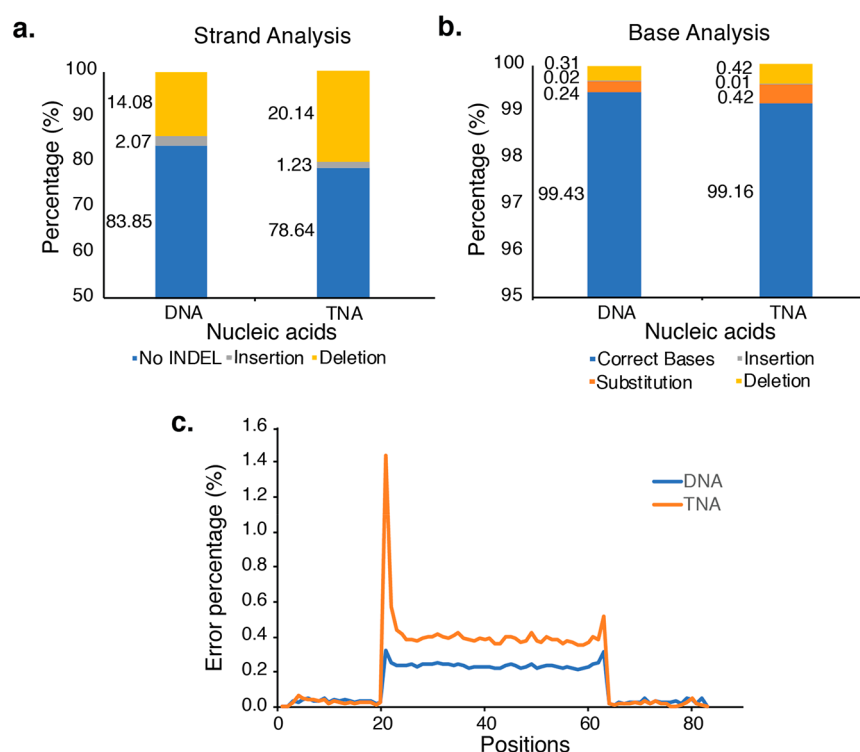 a.
Strand Analysis
Percentage (%)
100
90
80
70
60
50
14.08
2.07
83.85
20.14
1.23
78.64
DNA
TNA
Nucleic acids
No INDEL Insertion Deletion
b.
Base Analysis
Percentage (%)
100
99
98
97
96
95
0.31
0.02
0.24
99.43
0.42
0.01
0.42
99.16
DNA
TNA
Nucleic acids
Correct Bases Insertion
Substitution Deletion
c.
Error percentage (%)
1.6
1.4
1.2
1.0
0.8
0.6
0.4
0.2
0.0
DNA
TNA
0 20 40 60 80
Positions